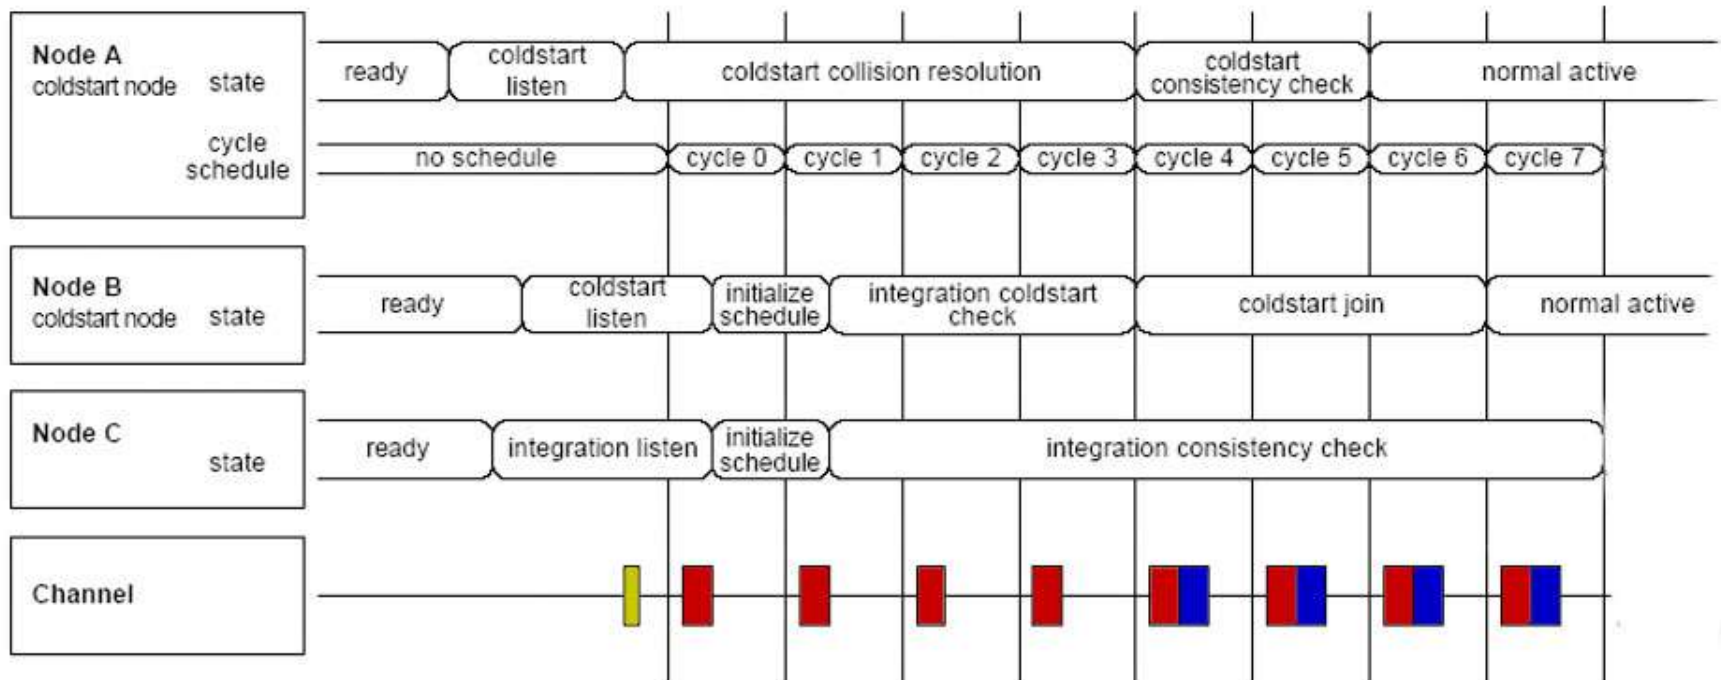 Node A
coldstart node
state
ready
coldstart
listen
coldstart collision resolution
coldstart
consistency check
normal active
cycle
schedule
no schedule
cycle 0
cycle 1
cycle 2
cycle 3
cycle 4
cycle 5
cycle 6
cycle 7
Node B
coldstart node
state
ready
coldstart
listen
initialize
schedule
integration coldstart
check
coldstart join
normal active
Node C
state
ready
integration listen
initialize
schedule
integration consistency check
Channel